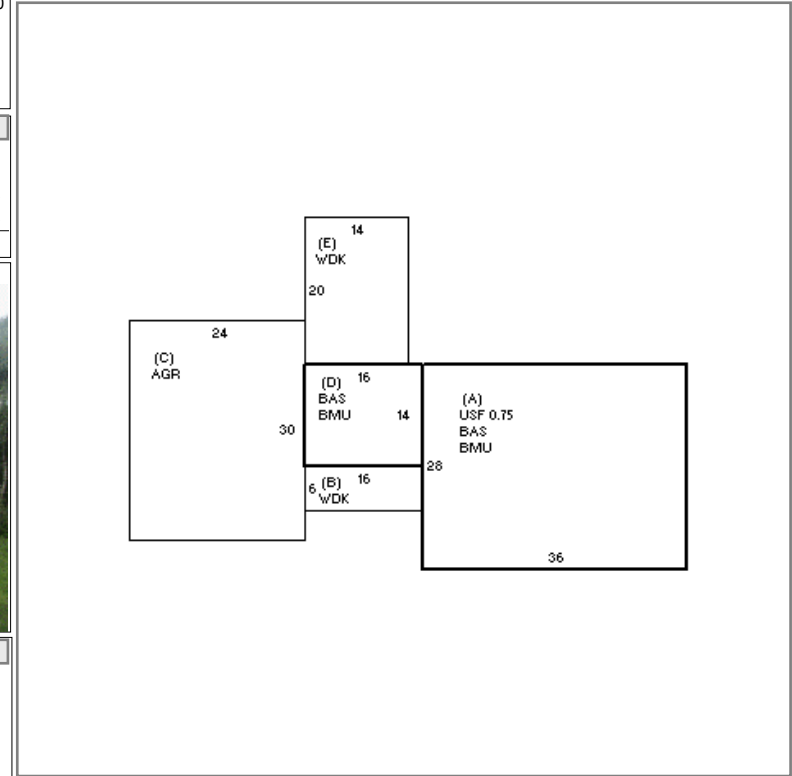 14
(E)
WDK
20
24
(C)
AGR
30
(D) 16
BAS
BMU 14
(A)
USF 0.75
BAS
BMU
28
36
6 (B) 16
WDK